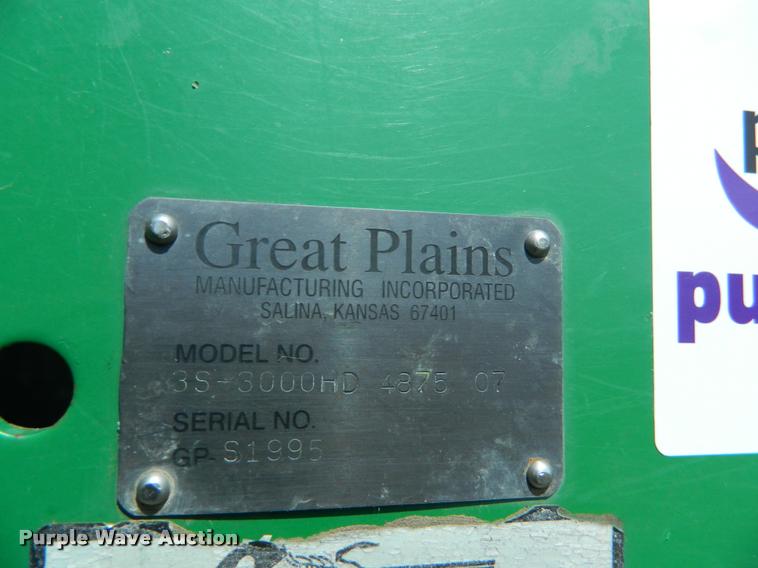 Great Plains
MANUFACTURING INCORPORATED
SALINA, KANSAS 67401
MODEL NO.
3S-3000HD 4875 07
SERIAL NO.
GP- S1995
p
pu
Purple Wave Auction®